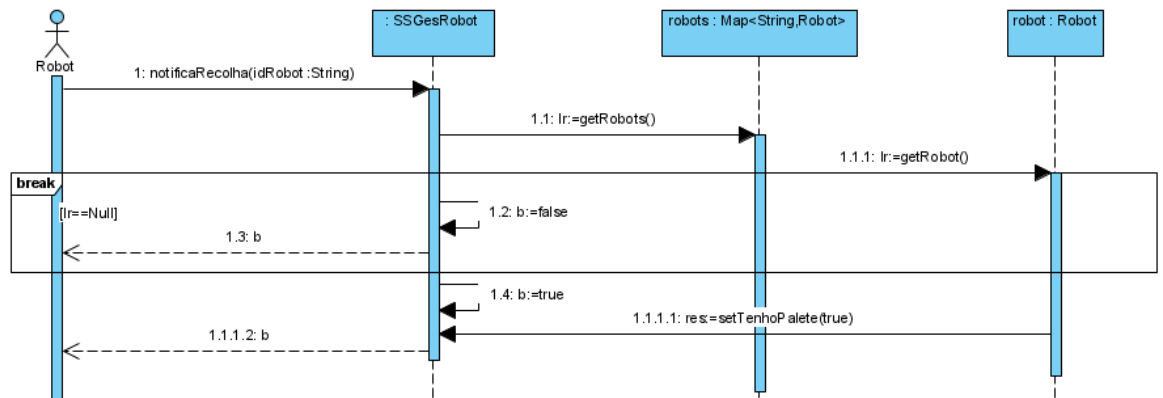 : SSGesRobot
robots : Map<String,Robot>
robot : Robot
Robot
1: notificaRecolha(idRobot :String)
1.1: lr:=getRobots()
1.1.1: lr:=getRobot()
break
[lr==Null]
1.2: b:=false
1.3: b
1.4: b:=true
1.1.1.1: res:=setTenhoPalete(true)
1.1.1.2: b